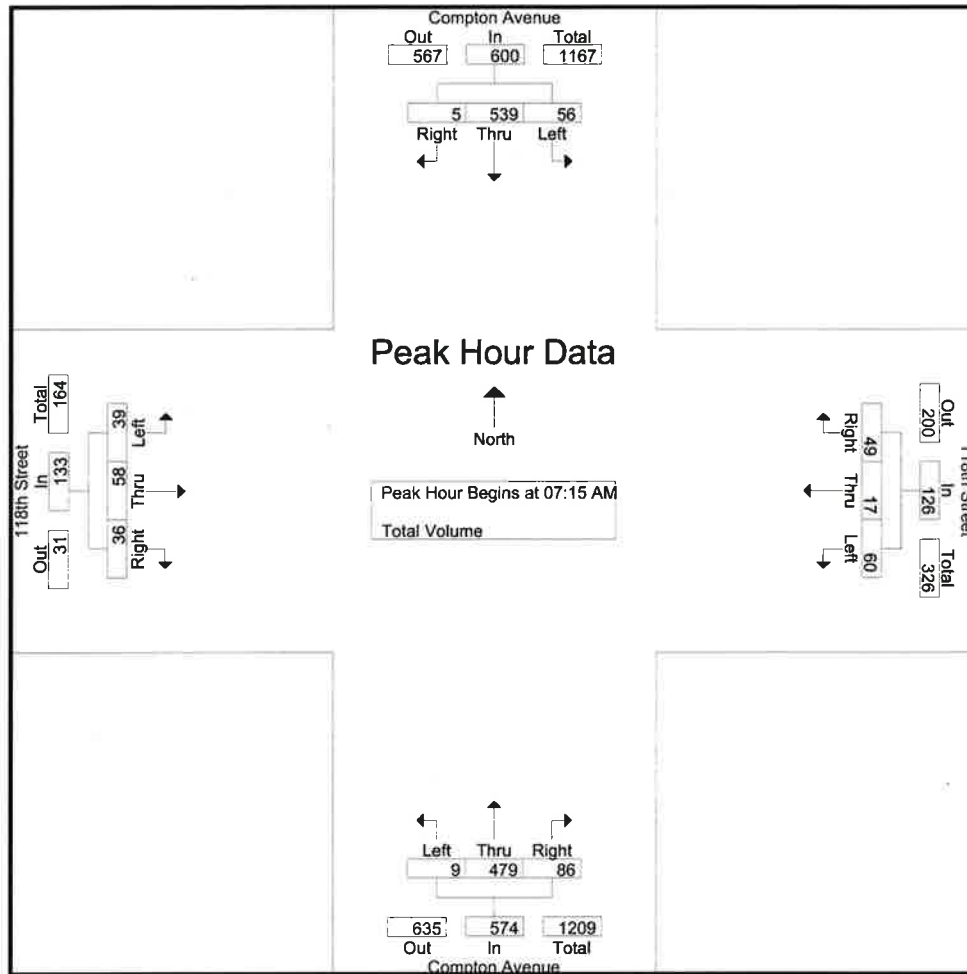 Compton Avenue
Out In Total
567 600 1167
5 539 56
Right Thru Left
Peak Hour Data
North
Peak Hour Begins at 07:15 AM
Total Volume
118th Street
Total In Out
164 133 31
39 58 36
Left Thru Right
Right Thru Left
49 17 60
Out In Total
200 126 326
118th Street
Left Thru Right
9 479 86
635 574 1209
Out In Total
Compton Avenue